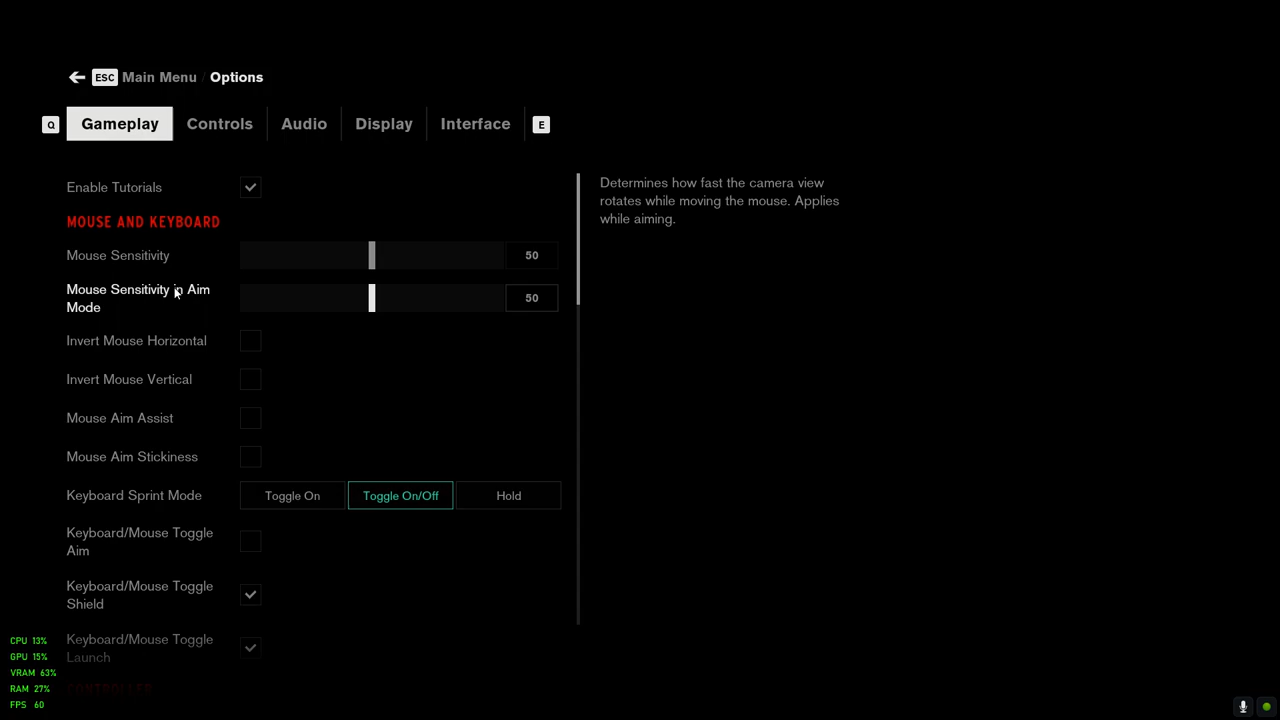 ESC Main Menu / Options
Q Gameplay Controls Audio Display Interface E
Enable Tutorials
MOUSE AND KEYBOARD
Mouse Sensitivity 50
Mouse Sensitivity in Aim
Mode 50
Invert Mouse Horizontal
Invert Mouse Vertical
Mouse Aim Assist
Mouse Aim Stickiness
Keyboard Sprint Mode Toggle On Toggle On/Off Hold
Keyboard/Mouse Toggle
Aim
Keyboard/Mouse Toggle
Shield
Keyboard/Mouse Toggle
Launch
CONTROLLER
Determines how fast the camera view
rotates while moving the mouse. Applies
while aiming.
CPU 13%
GPU 15%
VRAM 63%
RAM 27%
FPS 60